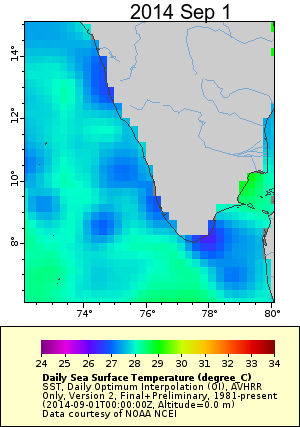 2014 Sep 1
14°
12°
10°
8°
74° 76° 78° 80°
24 25 26 27 28 29 30 31 32 33 34
Daily Sea Surface Temperature (degree_C)
SST, Daily Optimum Interpolation (OI), AVHRR
Only, Version 2, Final+Preliminary, 1981-present
(2014-09-01T00:00:00Z, Altitude=0.0 m)
Data courtesy of NOAA NCEI